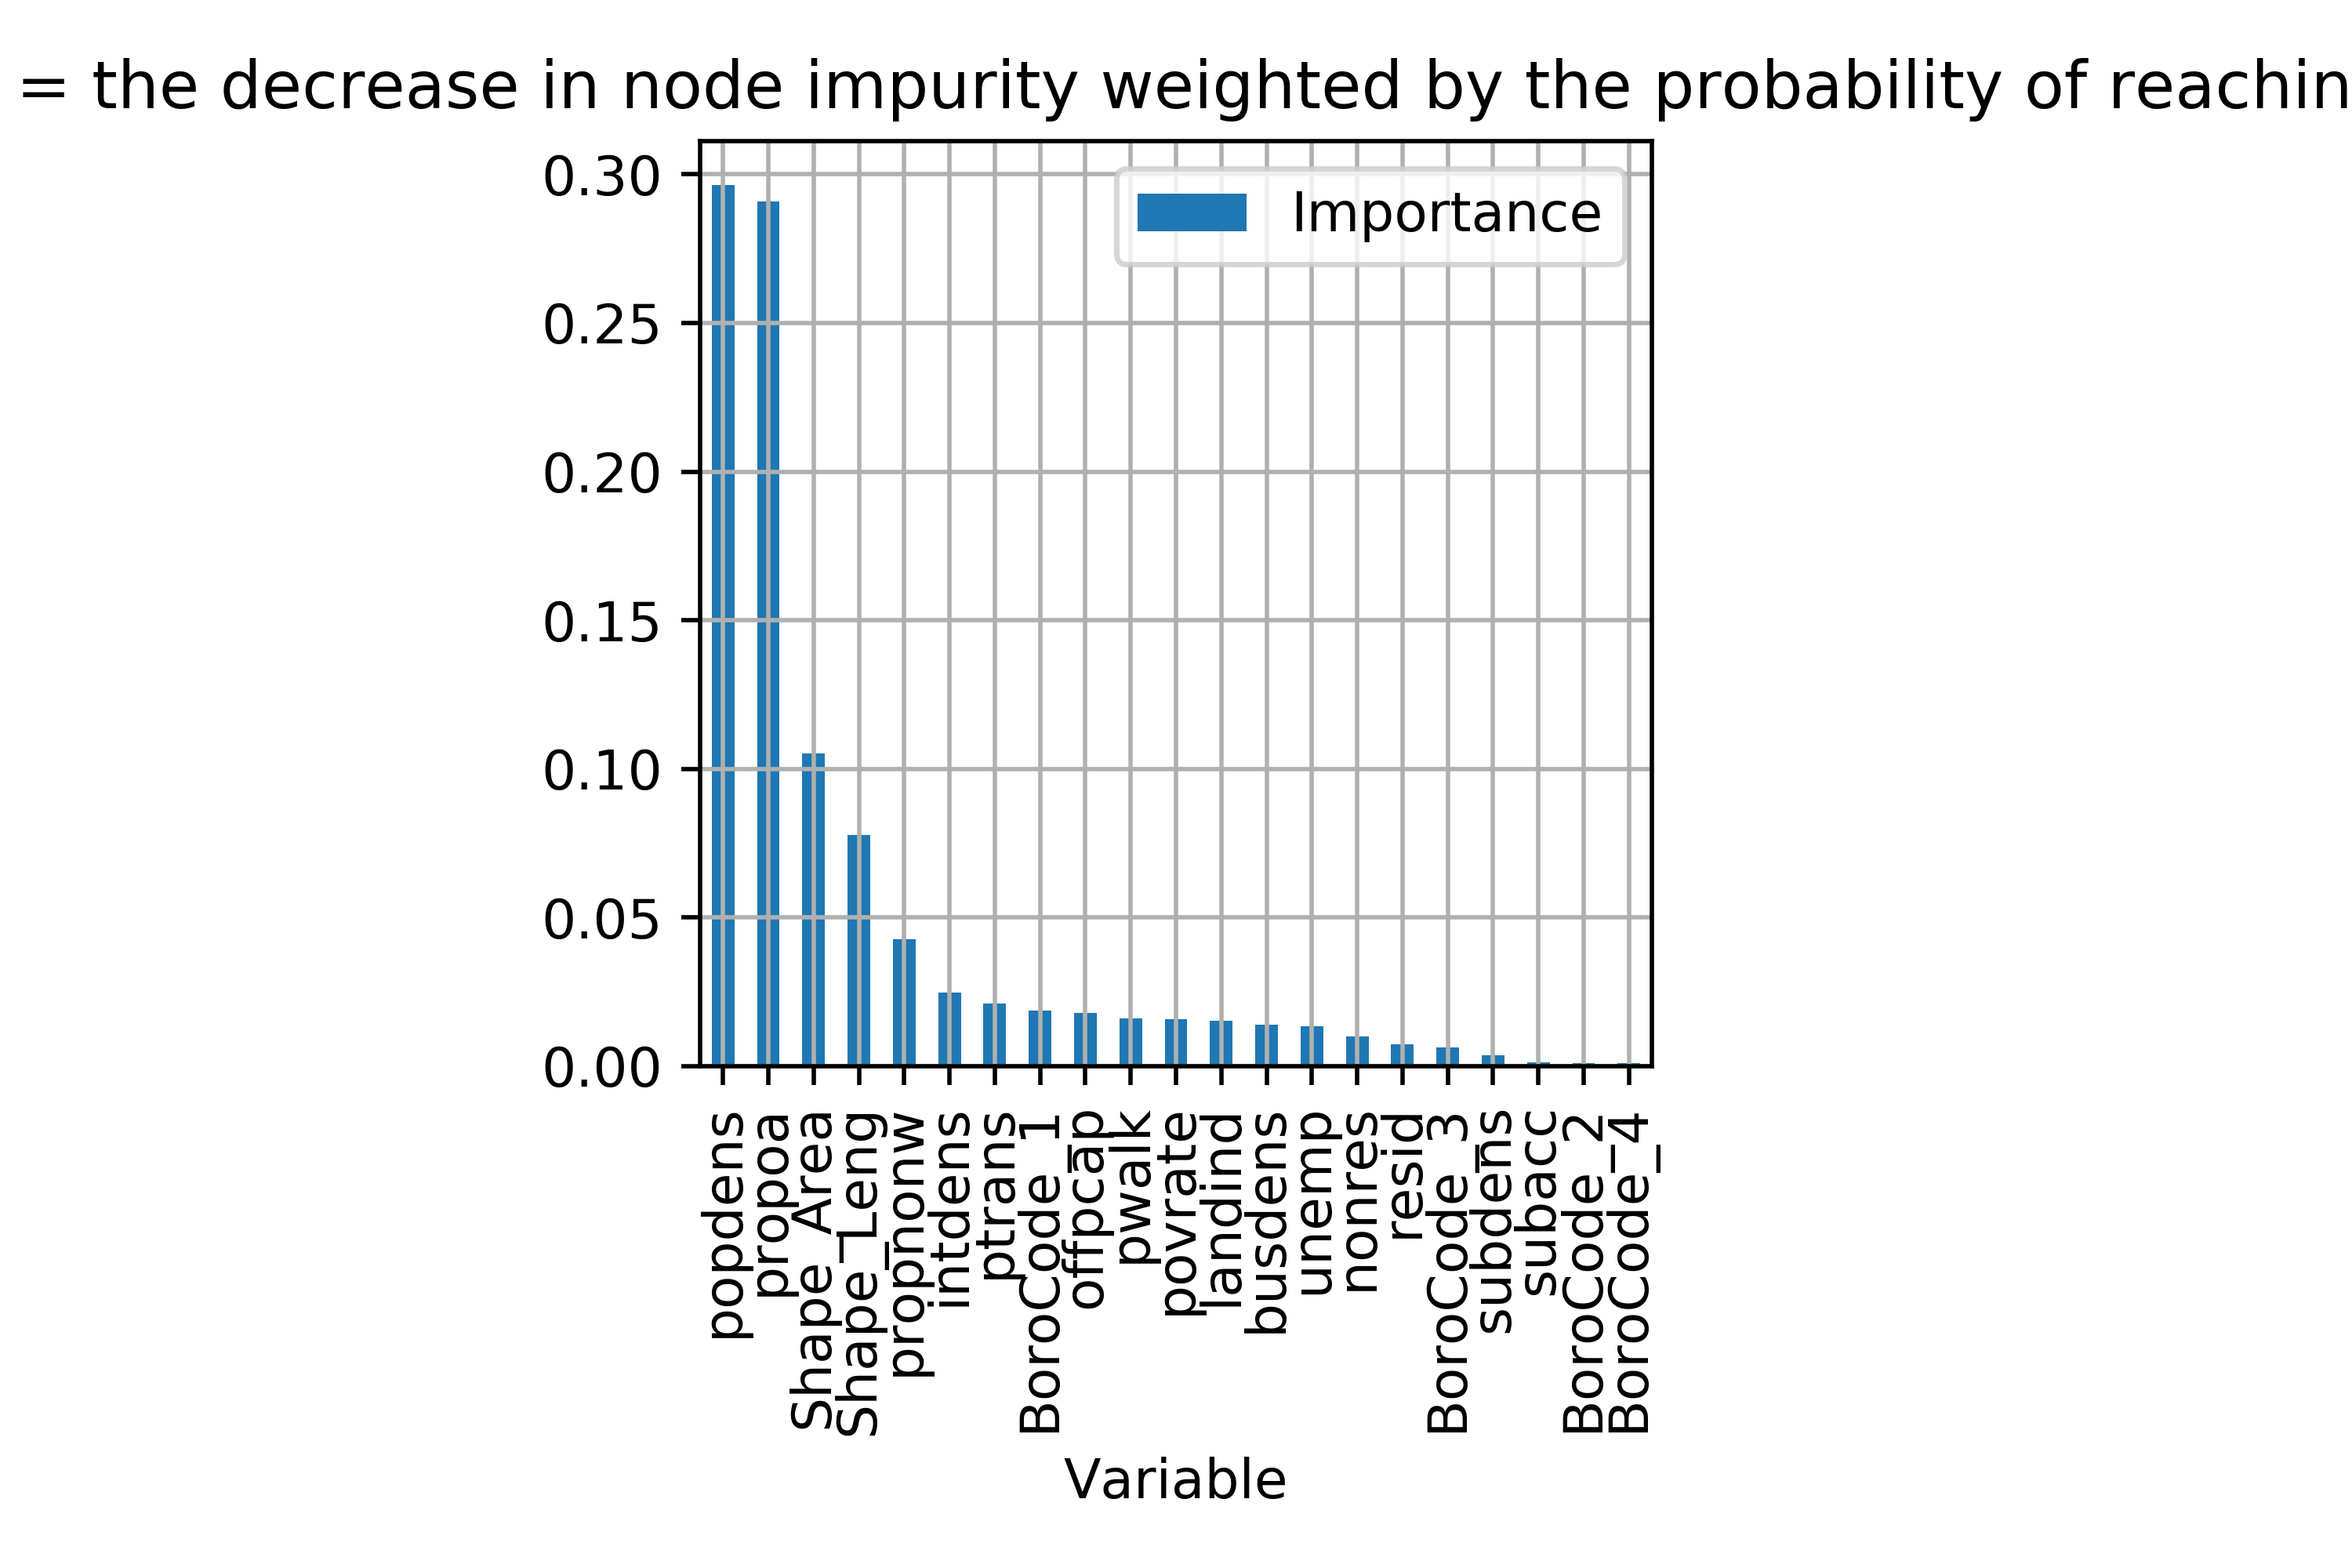 = the decrease in node impurity weighted by the probability of reachin
Importance
0.30
0.25
0.20
0.15
0.10
0.05
0.00
popdens
propoa
Shape_Area
Shape_Leng
propnonw
intdens
ptrans
BoroCode_1
offpcap
pwalk
povrate
landind
busdens
unemp
nonres
resid
BoroCode_3
subdens
subacc
BoroCode_2
BoroCode_4
Variable